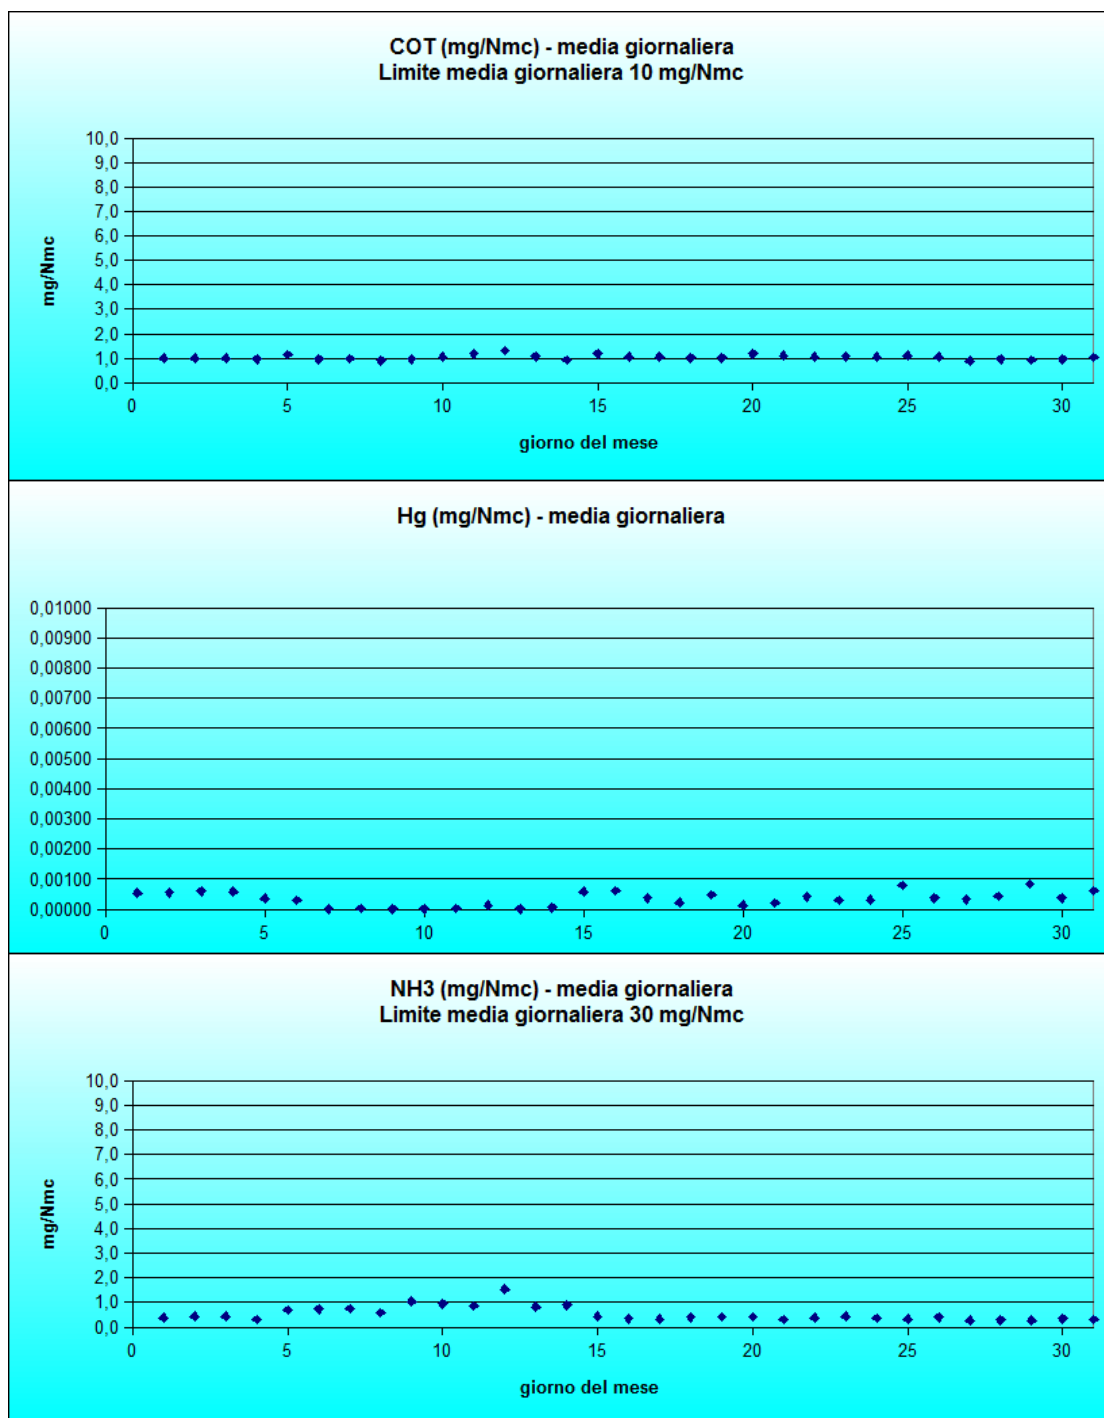 COT (mg/Nmc) - media giornaliera
Limite media giornaliera 10 mg/Nmc
10,0
9,0
8,0
7,0
6,0
5,0
4,0
3,0
2,0
1,0
0,0
mg/Nmc
0 5 10 15 20 25 30
giorno del mese
Hg (mg/Nmc) - media giornaliera
0,01000
0,00900
0,00800
0,00700
0,00600
0,00500
0,00400
0,00300
0,00200
0,00100
0,00000
0 5 10 15 20 25 30
NH3 (mg/Nmc) - media giornaliera
Limite media giornaliera 30 mg/Nmc
10,0
9,0
8,0
7,0
6,0
5,0
4,0
3,0
2,0
1,0
0,0
mg/Nmc
0 5 10 15 20 25 30
giorno del mese